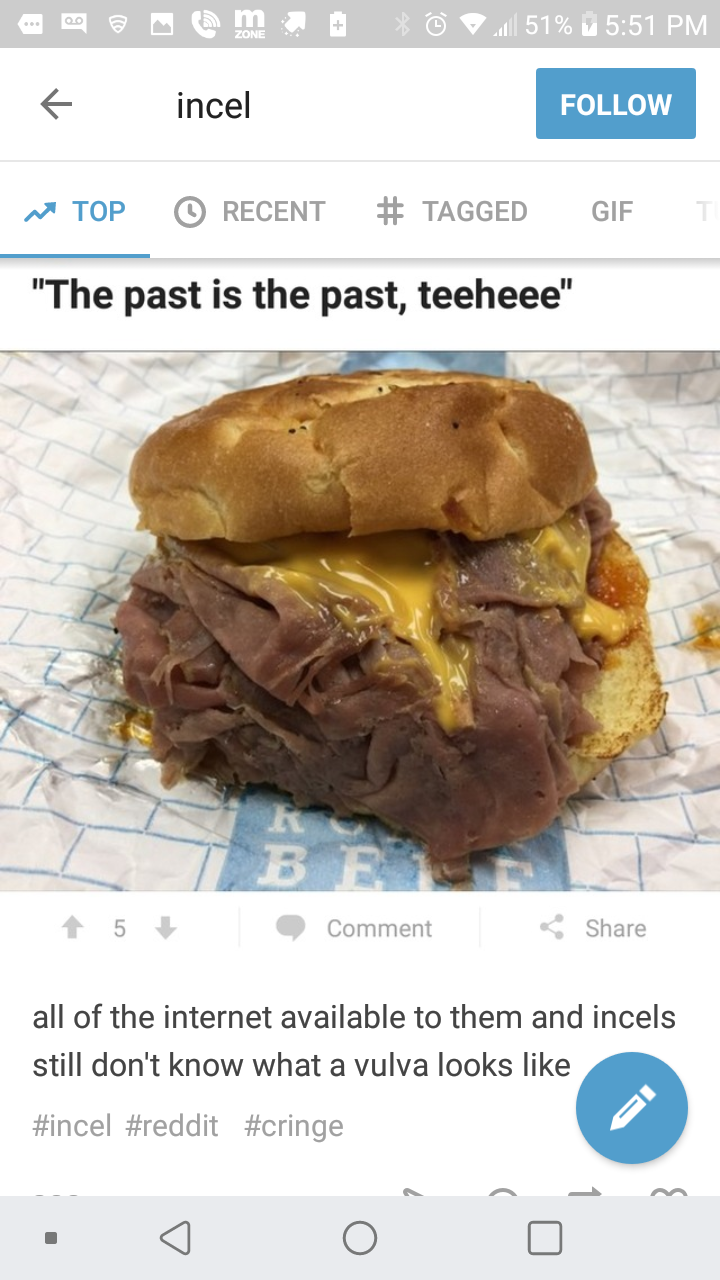 m
ZONE
51% 5:51 PM
incel
FOLLOW
TOP
RECENT
TAGGED
GIF
"The past is the past, teeheee"
BEEF
5
Comment
Share
all of the internet available to them and incels
still don't know what a vulva looks like
#incel #reddit #cringe